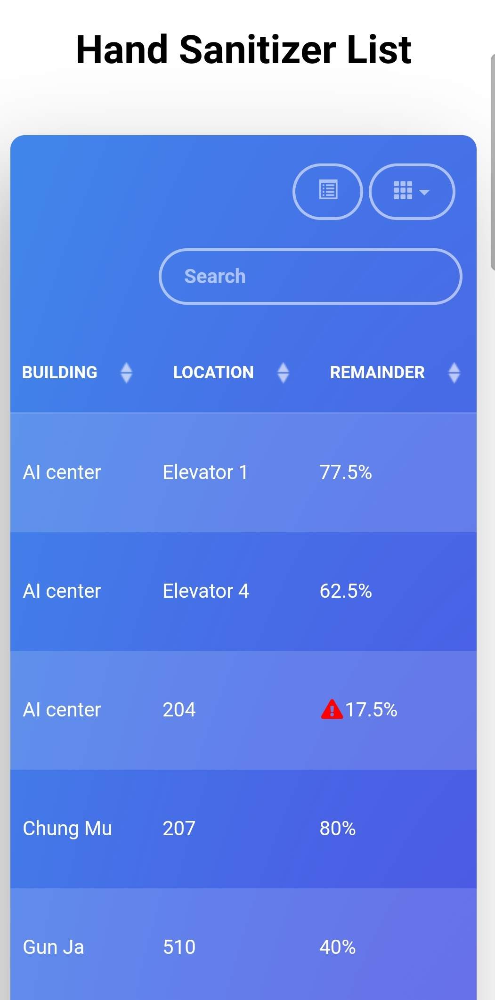 Hand Sanitizer List
Search
BUILDING LOCATION REMAINDER
AI center Elevator 1 77.5%
AI center Elevator 4 62.5%
AI center 204 17.5%
Chung Mu 207 80%
Gun Ja 510 40%